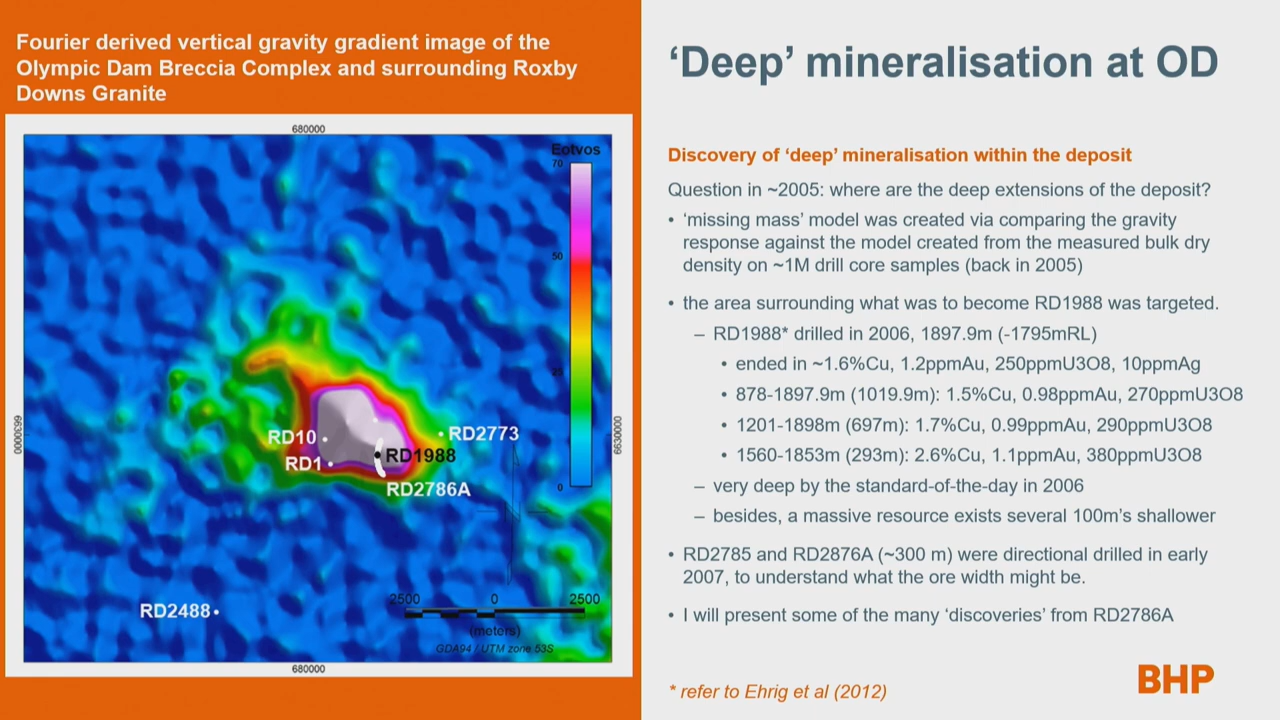 Fourier derived vertical gravity gradient image of the
Olympic Dam Breccia Complex and surrounding Roxby
Downs Granite
680000
Eotvos
70
50
25
0
6630000
6630000
RD10
RD1
RD2773
RD1988
RD2786A
RD2488
2500 0 2500
(meters)
GDA94 / UTM zone 53S
680000
‘Deep’ mineralisation at OD
Discovery of ‘deep’ mineralisation within the deposit
Question in ~2005: where are the deep extensions of the deposit?
• ‘missing mass’ model was created via comparing the gravity
response against the model created from the measured bulk dry
density on ~1M drill core samples (back in 2005)
• the area surrounding what was to become RD1988 was targeted.
– RD1988* drilled in 2006, 1897.9m (-1795mRL)
• ended in ~1.6%Cu, 1.2ppmAu, 250ppmU3O8, 10ppmAg
• 878-1897.9m (1019.9m): 1.5%Cu, 0.98ppmAu, 270ppmU3O8
• 1201-1898m (697m): 1.7%Cu, 0.99ppmAu, 290ppmU3O8
• 1560-1853m (293m): 2.6%Cu, 1.1ppmAu, 380ppmU3O8
– very deep by the standard-of-the-day in 2006
– besides, a massive resource exists several 100m’s shallower
• RD2785 and RD2876A (~300 m) were directional drilled in early
2007, to understand what the ore width might be.
• I will present some of the many ‘discoveries’ from RD2786A
* refer to Ehrig et al (2012)
BHP